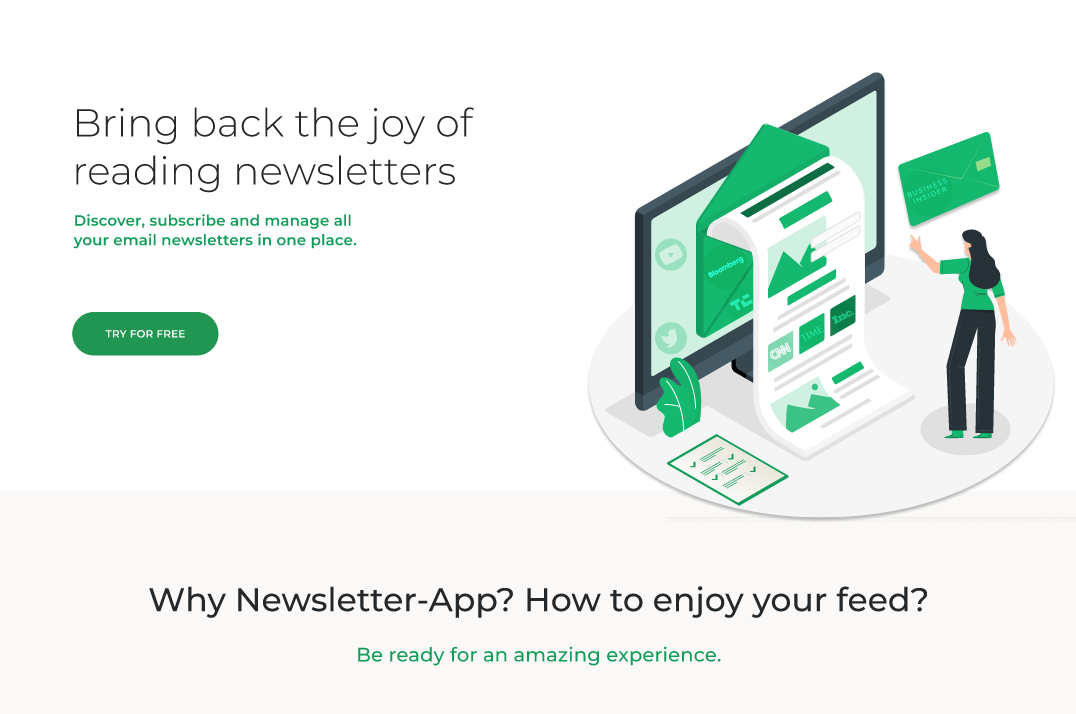 Bring back the joy of
reading newsletters
Discover, subscribe and manage all
your email newsletters in one place.
TRY FOR FREE
BUSINESS
INSIDER
Bloomberg
TC
CNN
TIME
Inc.
Why Newsletter-App? How to enjoy your feed?
Be ready for an amazing experience.